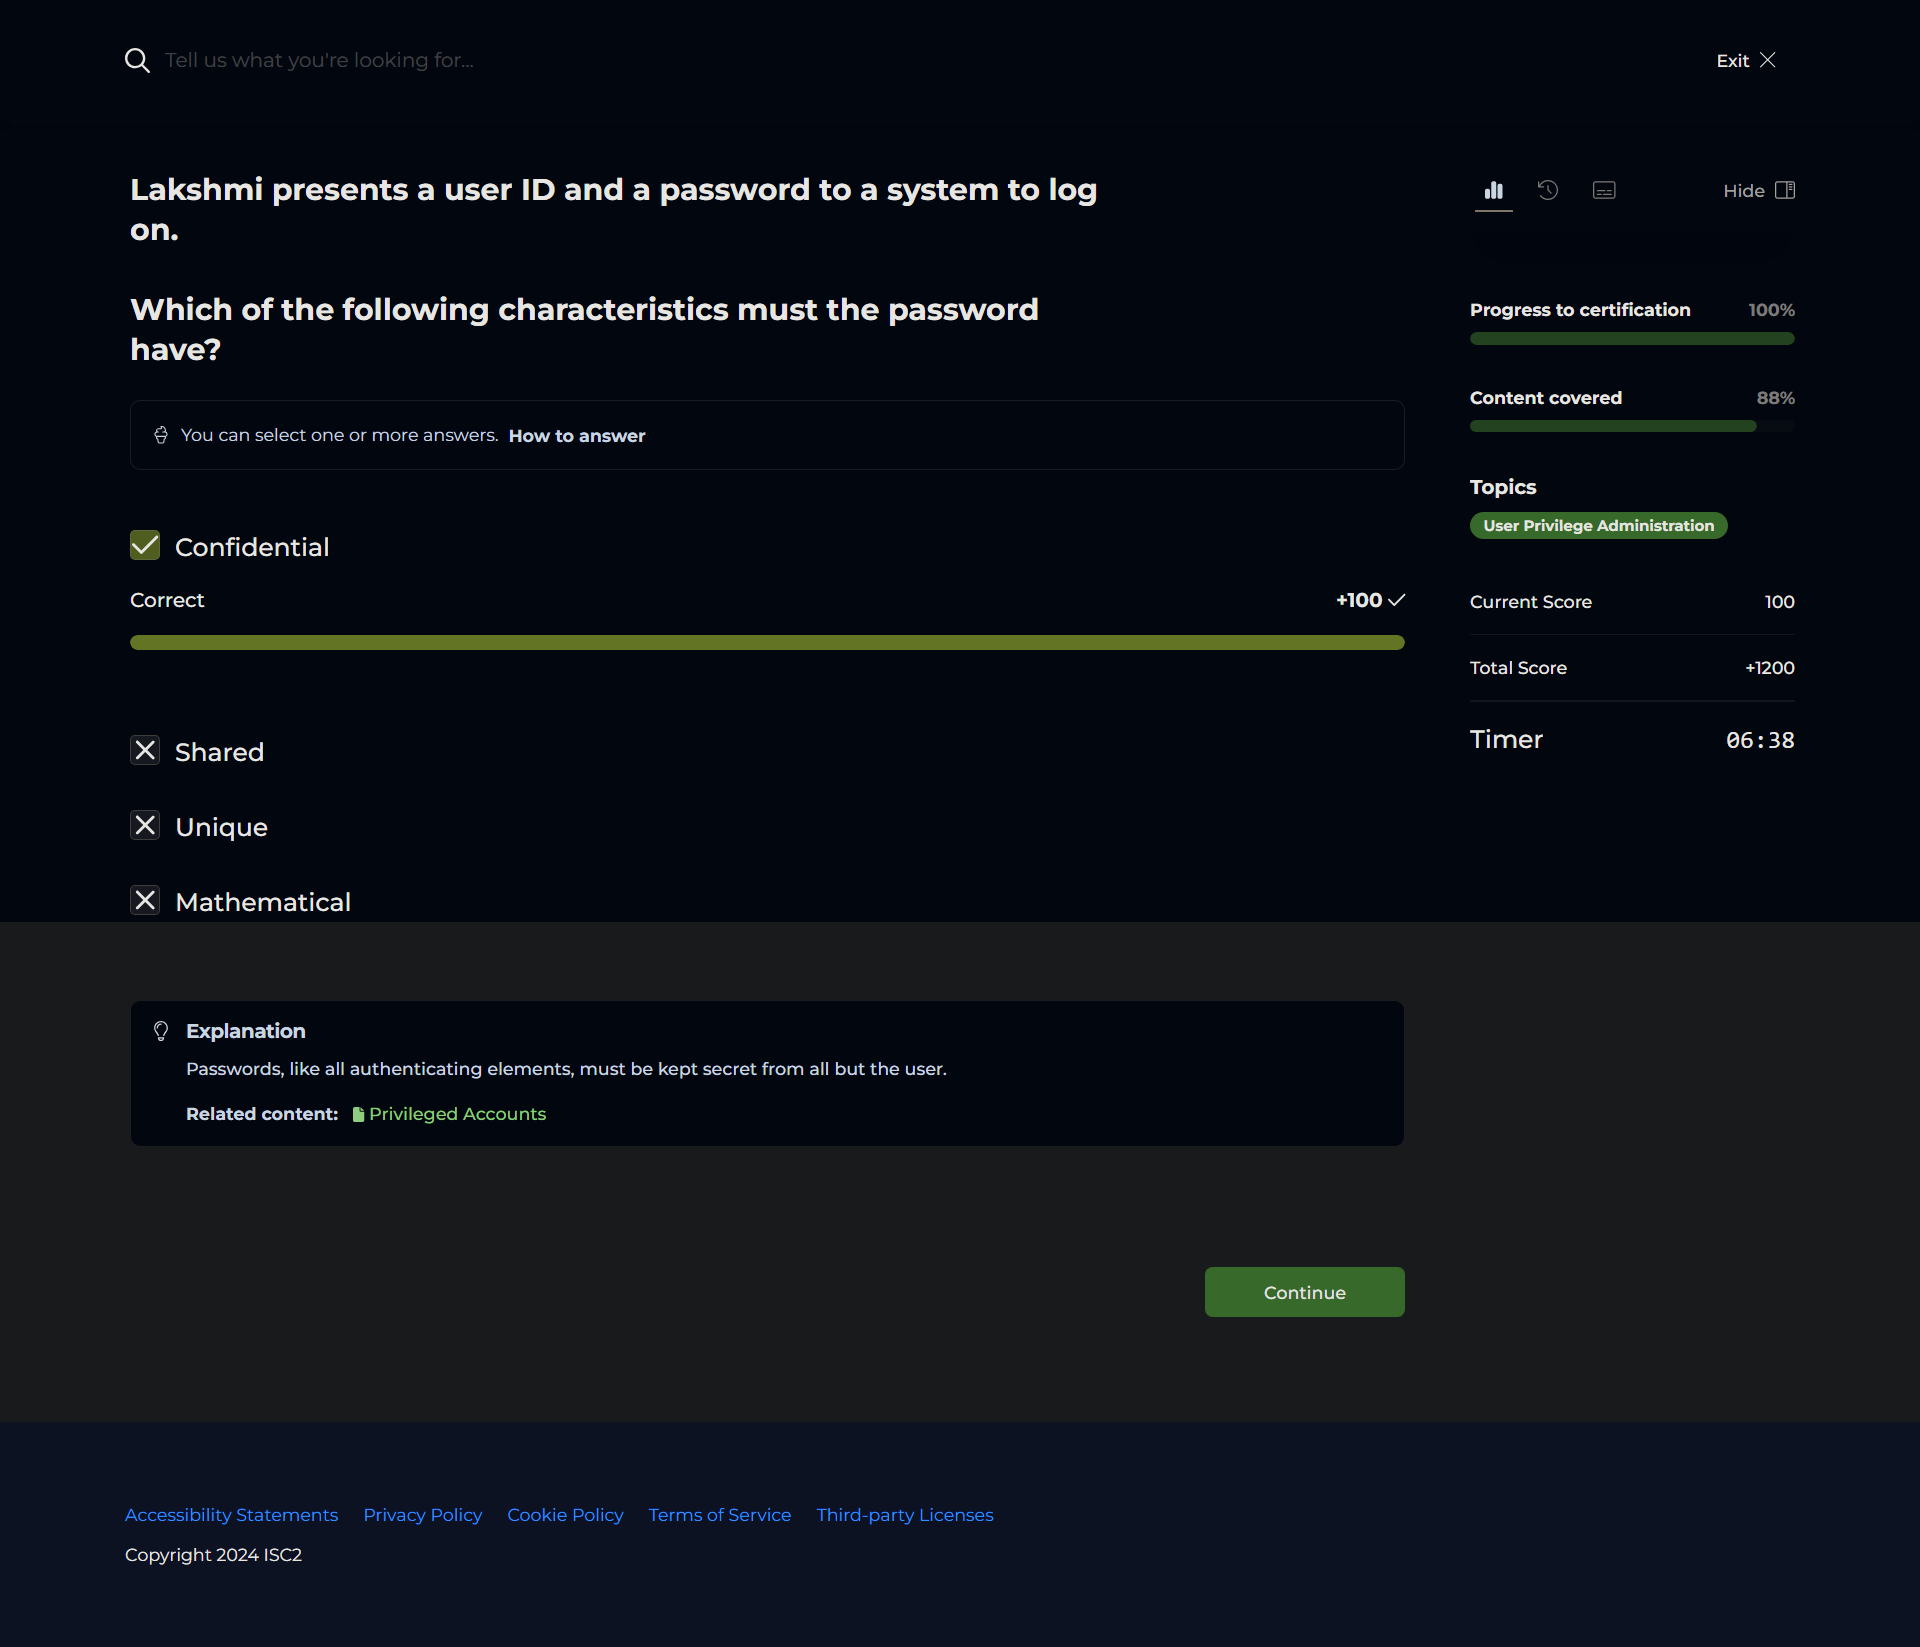 Tell us what you're looking for...
Exit
Lakshmi presents a user ID and a password to a system to log
on.
Which of the following characteristics must the password
have?
You can select one or more answers. How to answer
Confidential
Correct
+100
Shared
Unique
Mathematical
Hide
Progress to certification 100%
Content covered 88%
Topics
User Privilege Administration
Current Score 100
Total Score +1200
Timer 06:38
Explanation
Passwords, like all authenticating elements, must be kept secret from all but the user.
Related content: Privileged Accounts
Continue
Accessibility Statements Privacy Policy Cookie Policy Terms of Service Third-party Licenses
Copyright 2024 ISC2